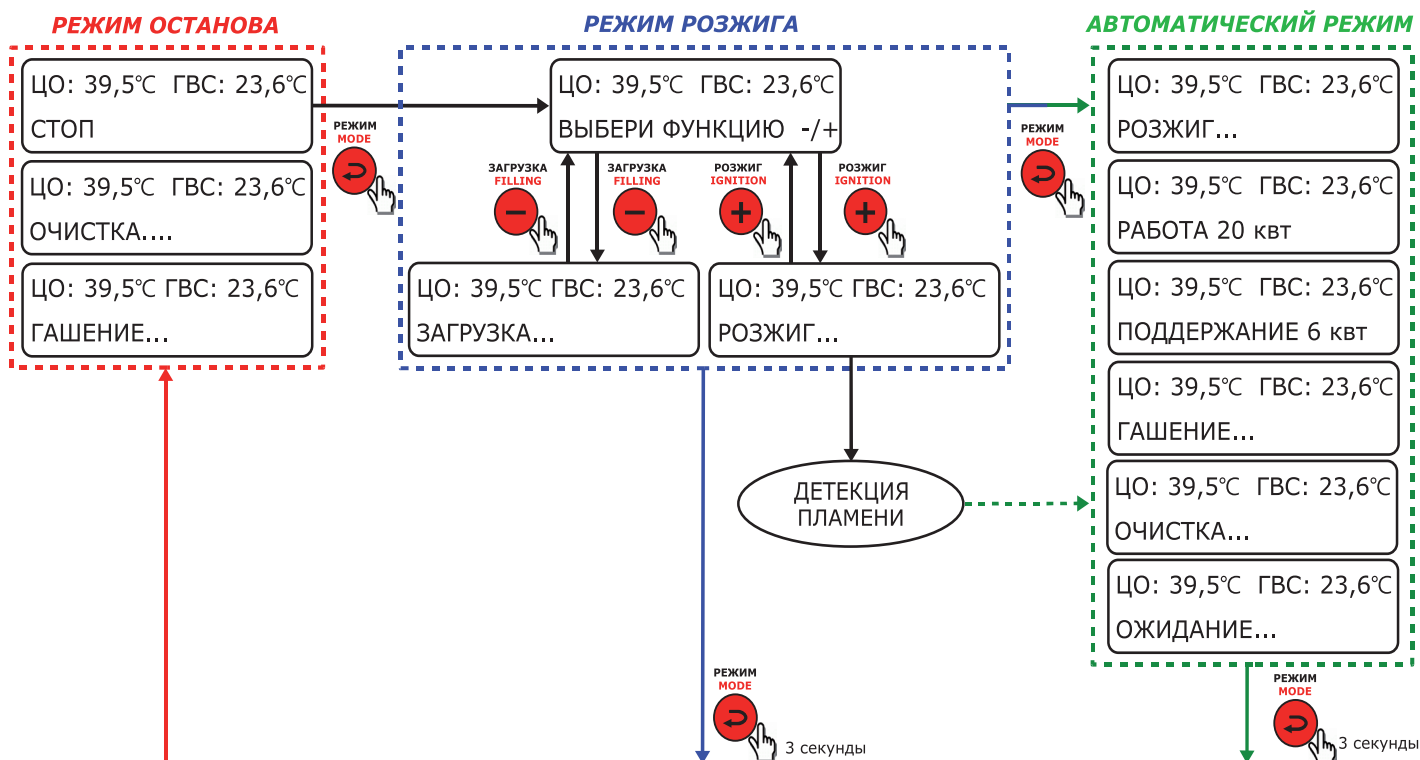 РЕЖИМ ОСТАНОВА
ЦО: 39,5℃ ГВС: 23,6℃
СТОП
ЦО: 39,5℃ ГВС: 23,6℃
ОЧИСТКА....
ЦО: 39,5℃ ГВС: 23,6℃
ГАШЕНИЕ...
РЕЖИМ
MODE
РЕЖИМ РОЗЖИГА
ЦО: 39,5℃ ГВС: 23,6℃
ВЫБЕРИ ФУНКЦИЮ -/+
ЗАГРУЗКА
FILLING
ЗАГРУЗКА
FILLING
РОЗЖИГ
IGNITION
РОЗЖИГ
IGNITION
ЦО: 39,5℃ ГВС: 23,6℃
ЗАГРУЗКА...
ЦО: 39,5℃ ГВС: 23,6℃
РОЗЖИГ...
ДЕТЕКЦИЯ
ПЛАМЕНИ
РЕЖИМ
MODE
3 секунды
РЕЖИМ
MODE
АВТОМАТИЧЕСКИЙ РЕЖИМ
ЦО: 39,5℃ ГВС: 23,6℃
РОЗЖИГ...
ЦО: 39,5℃ ГВС: 23,6℃
РАБОТА 20 квт
ЦО: 39,5℃ ГВС: 23,6℃
ПОДДЕРЖАНИЕ 6 квт
ЦО: 39,5℃ ГВС: 23,6℃
ГАШЕНИЕ...
ЦО: 39,5℃ ГВС: 23,6℃
ОЧИСТКА...
ЦО: 39,5℃ ГВС: 23,6℃
ОЖИДАНИЕ...
РЕЖИМ
MODE
3 секунды